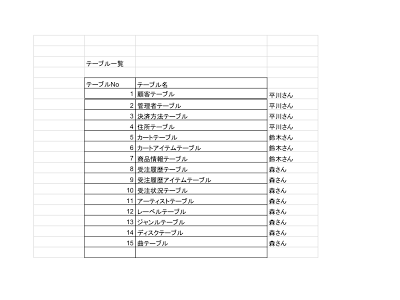 テーブル一覧
テーブルNo テーブル名
1 顧客テーブル 平川さん
2 管理者テーブル 平川さん
3 決済方法テーブル 平川さん
4 住所テーブル 平川さん
5 カートテーブル 鈴木さん
6 カートアイテムテーブル 鈴木さん
7 商品情報テーブル 鈴木さん
8 受注履歴テーブル 森さん
9 受注履歴アイテムテーブル 森さん
10 受注状況テーブル 森さん
11 アーティストテーブル 森さん
12 レーベルテーブル 森さん
13 ジャンルテーブル 森さん
14 ディスクテーブル 森さん
15 曲テーブル 森さん